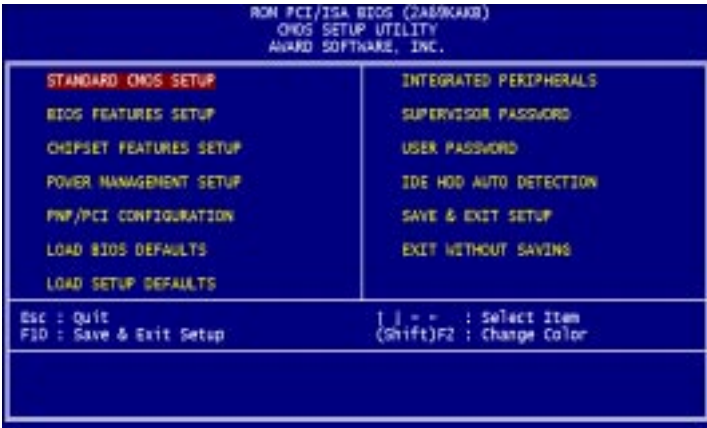 ROM PCI/ISA BIOS (2A69KAKB)
CMOS SETUP UTILITY
AWARD SOFTWARE, INC.
STANDARD CMOS SETUP
BIOS FEATURES SETUP
CHIPSET FEATURES SETUP
POWER MANAGEMENT SETUP
PNP/PCI CONFIGURATION
LOAD BIOS DEFAULTS
LOAD SETUP DEFAULTS
INTEGRATED PERIPHERALS
SUPERVISOR PASSWORD
USER PASSWORD
IDE HDD AUTO DETECTION
SAVE & EXIT SETUP
EXIT WITHOUT SAVING
Esc : Quit
F10 : Save & Exit Setup
: Select Item
(Shift)F2 : Change Color